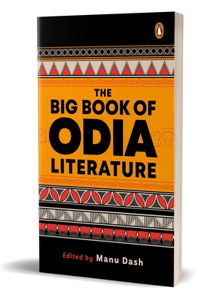 THE
BIG BOOK OF
ODIA
LITERATURE
Edited by Manu Dash